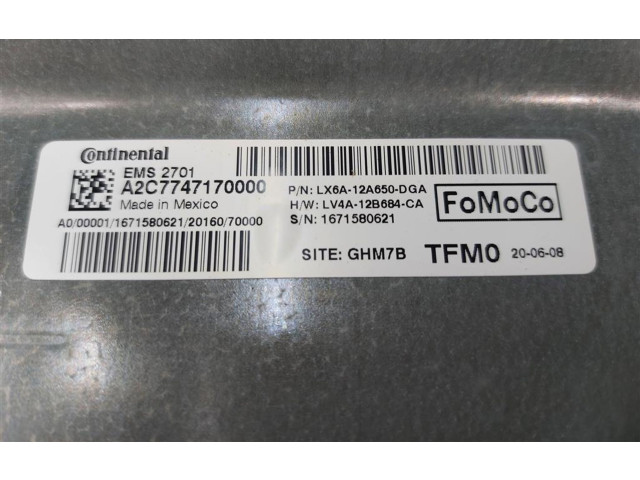 Continental
EMS 2701
A2C7747170000
Made in Mexico
A0/00001/1671580621/20160/70000
P/N: LX6A-12A650-DGA
H/W: LV4A-12B684-CA
S/N: 1671580621
FoMoCo
SITE: GHM7B TFM0 20-06-08